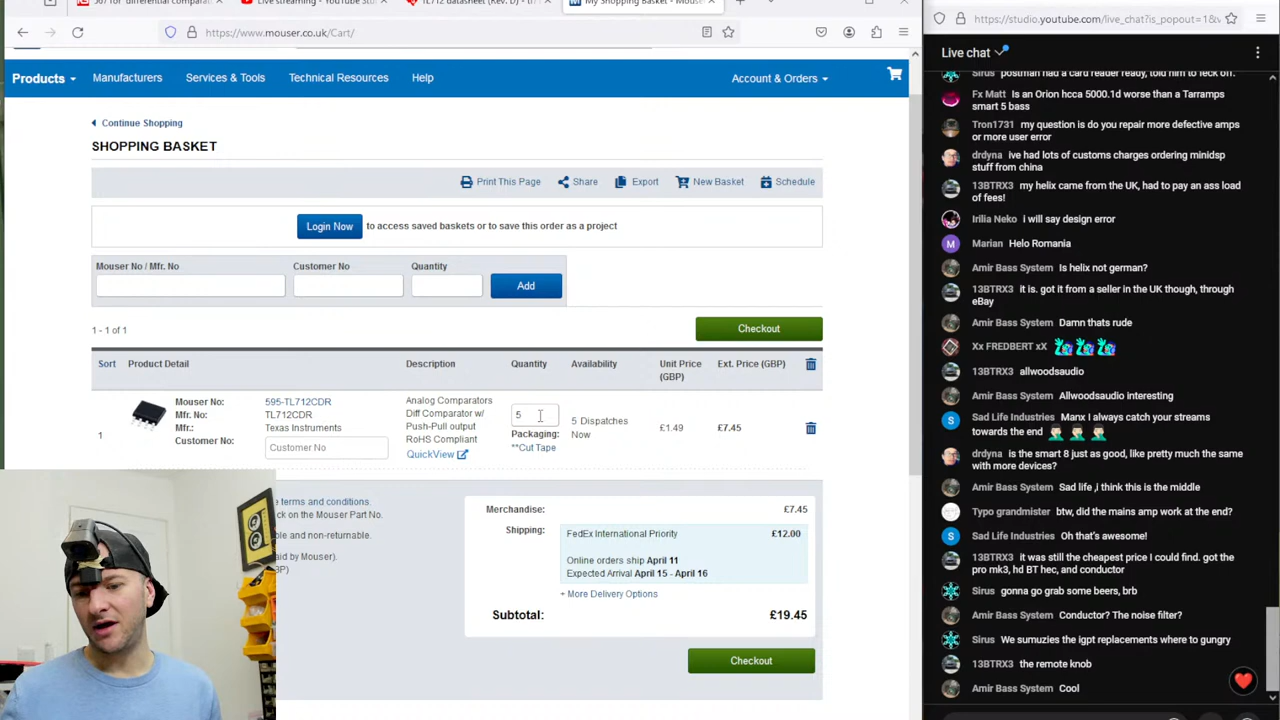 507 for differential comparat
Live streaming - YouTube Stu
TL712 datasheet (Rev. D) - ti
My Shopping Basket - Mouse
https://www.mouser.co.uk/Cart/
Products
Manufacturers
Services & Tools
Technical Resources
Help
Account & Orders
Continue Shopping
SHOPPING BASKET
Print This Page
Share
Export
New Basket
Schedule
Login Now
to access saved baskets or to save this order as a project
Mouser No / Mfr. No
Customer No
Quantity
Add
1 - 1 of 1
Checkout
Sort
Product Detail
Description
Quantity
Availability
Unit Price
(GBP)
Ext. Price (GBP)
1
Mouser No:
595-TL712CDR
Mfr. No:
TL712CDR
Mfr.:
Texas Instruments
Customer No:
Customer No
Analog Comparators
Diff Comparator w/
Push-Pull output
RoHS Compliant
QuickView
5
Packaging:
**Cut Tape
5 Dispatches
Now
£1.49
£7.45
e terms and conditions.
ck on the Mouser Part No.
able and non-returnable.
aid by Mouser).
P)
Merchandise:
£7.45
Shipping:
FedEx International Priority
£12.00
Online orders ship April 11
Expected Arrival April 15 - April 16
+ More Delivery Options
Subtotal:
£19.45
Checkout
https://studio.youtube.com/live_chat?is_popout=1&v
Live chat
Sirus postman had a card reader ready, told him to feck off.
Fx Matt Is an Orion hcca 5000.1d worse than a Tarramps
smart 5 bass
Tron1731 my question is do you repair more defective amps
or more user error
drdyna ive had lots of customs charges ordering minidsp
stuff from china
13BTRX3 my helix came from the UK, had to pay an ass load
of fees!
Irilia Neko i will say design error
M
Marian Helo Romania
Amir Bass System Is helix not german?
13BTRX3 it is. got it from a seller in the UK though, through
eBay
Amir Bass System Damn thats rude
Xx FREDBERT xX
13BTRX3 allwoodsaudio
Amir Bass System Allwoodsaudio interesting
S
Sad Life Industries Manx I always catch your streams
towards the end
drdyna is the smart 8 just as good, like pretty much the same
with more devices?
Amir Bass System Sad life ,i think this is the middle
Typo grandmister btw, did the mains amp work at the end?
S
Sad Life Industries Oh that's awesome!
13BTRX3 it was still the cheapest price I could find. got the
pro mk3, hd BT hec, and conductor
Sirus gonna go grab some beers, brb
Amir Bass System Conductor? The noise filter?
Sirus We sumuzies the igpt replacements where to gungry
13BTRX3 the remote knob
Amir Bass System Cool